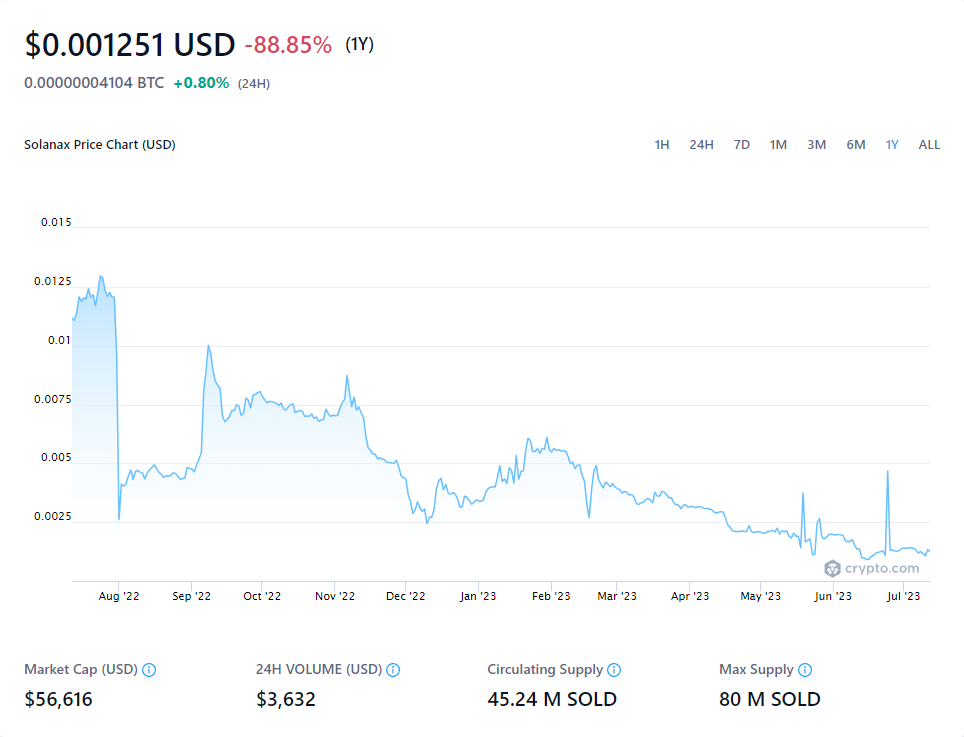 $0.001251 USD -88.85% (1Y)
0.00000004104 BTC +0.80% (24H)
Solanax Price Chart (USD) 1H 24H 7D 1M 3M 6M 1Y ALL
0.015
0.0125
0.01
0.0075
0.005
0.0025
crypto.com
Aug '22 Sep '22 Oct '22 Nov '22 Dec '22 Jan '23 Feb '23 Mar '23 Apr '23 May '23 Jun '23 Jul '23
Market Cap (USD) 24H VOLUME (USD) Circulating Supply Max Supply
$56,616 $3,632 45.24 M SOLD 80 M SOLD